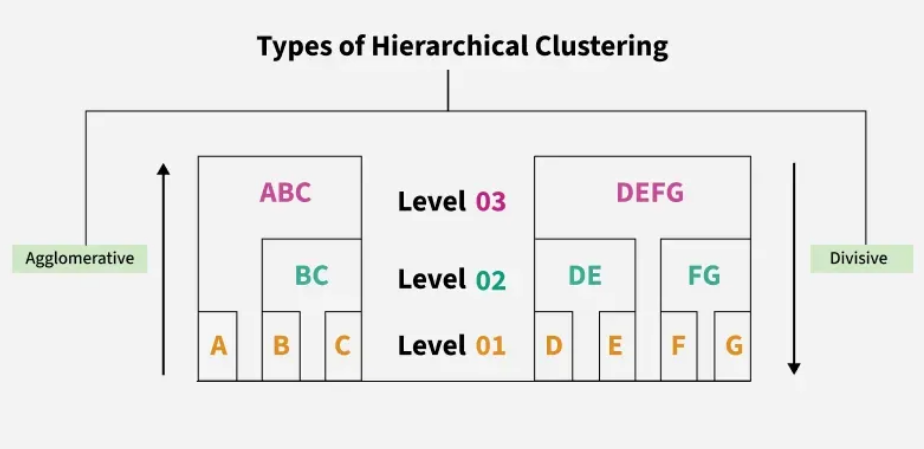 Types of Hierarchical Clustering
ABC Level 03 DEFG
Agglomerative Divisive
BC Level 02 DE FG
A B C Level 01 D E F G